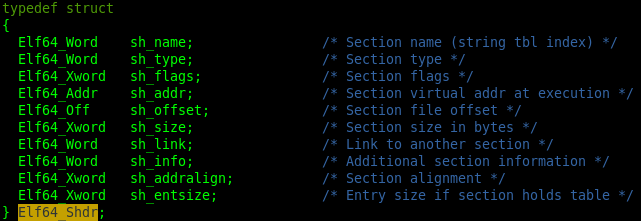 typedef struct
{
  Elf64_Word    sh_name;                /* Section name (string tbl index) */
  Elf64_Word    sh_type;                /* Section type */
  Elf64_Xword   sh_flags;               /* Section flags */
  Elf64_Addr    sh_addr;                /* Section virtual addr at execution */
  Elf64_Off     sh_offset;              /* Section file offset */
  Elf64_Xword   sh_size;                /* Section size in bytes */
  Elf64_Word    sh_link;                /* Link to another section */
  Elf64_Word    sh_info;                /* Additional section information */
  Elf64_Xword   sh_addralign;           /* Section alignment */
  Elf64_Xword   sh_entsize;             /* Entry size if section holds table */
} Elf64_Shdr;